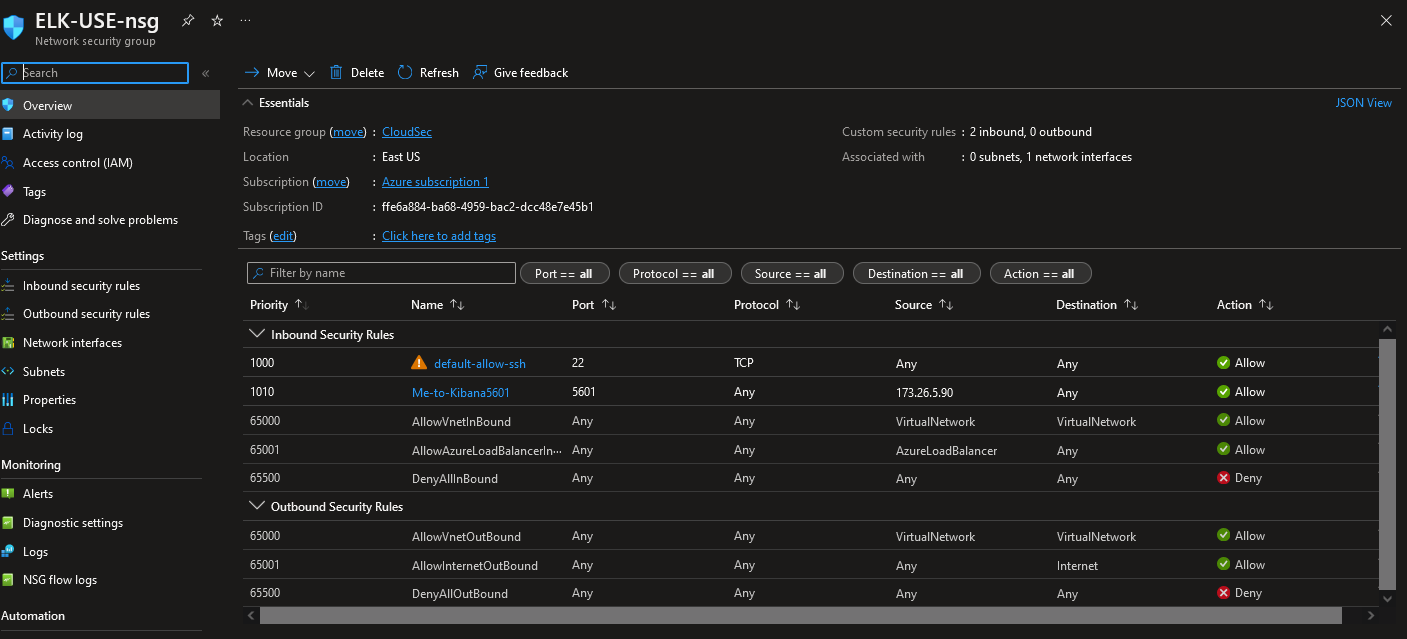 ELK-USE-nsg
Network security group
Search
«
Move Delete Refresh Give feedback
Overview
Activity log
Access control (IAM)
Tags
Diagnose and solve problems
Settings
Inbound security rules
Outbound security rules
Network interfaces
Subnets
Properties
Locks
Monitoring
Alerts
Diagnostic settings
Logs
NSG flow logs
Automation
Essentials JSON View
Resource group (move) : CloudSec
Location : East US
Subscription (move) : Azure subscription 1
Subscription ID : ffe6a884-ba68-4959-bac2-dcc48e7e45b1
Tags (edit) : Click here to add tags
Custom security rules : 2 inbound, 0 outbound
Associated with : 0 subnets, 1 network interfaces
Filter by name Port == all Protocol == all Source == all Destination == all Action == all
Priority ↑↓ Name ↑↓ Port ↑↓ Protocol ↑↓ Source ↑↓ Destination ↑↓ Action ↑↓
Inbound Security Rules
1000 default-allow-ssh 22 TCP Any Any Allow
1010 Me-to-Kibana5601 5601 Any 173.26.5.90 Any Allow
65000 AllowVnetInBound Any Any VirtualNetwork VirtualNetwork Allow
65001 AllowAzureLoadBalancerIn··· Any Any AzureLoadBalancer Any Allow
65500 DenyAllInBound Any Any Any Any Deny
Outbound Security Rules
65000 AllowVnetOutBound Any Any VirtualNetwork VirtualNetwork Allow
65001 AllowInternetOutBound Any Any Any Internet Allow
65500 DenyAllOutBound Any Any Any Any Deny